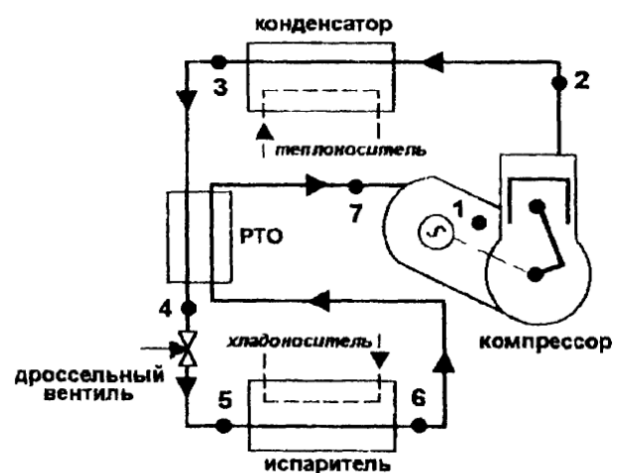 конденсатор
3
2
теплоноситель
7
1
РТО
4
хладоноситель
компрессор
дроссельный
вентиль
5
6
испаритель